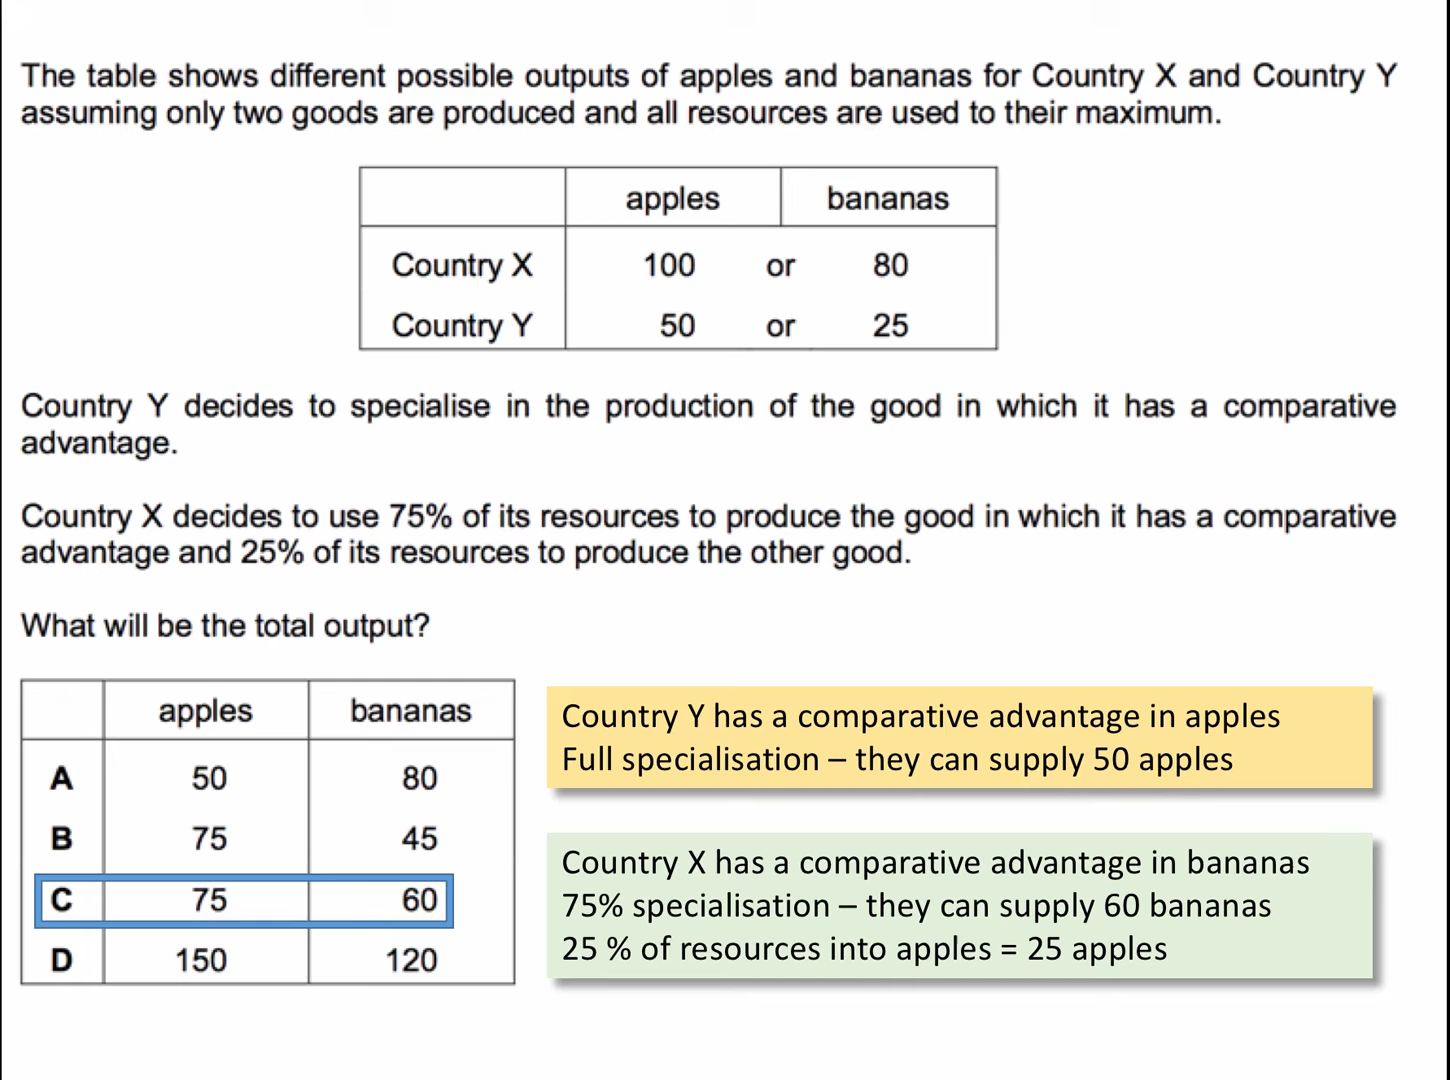 The table shows different possible outputs of apples and bananas for Country X and Country Y
assuming only two goods are produced and all resources are used to their maximum.
apples bananas
Country X 100 or 80
Country Y 50 or 25
Country Y decides to specialise in the production of the good in which it has a comparative
advantage.
Country X decides to use 75% of its resources to produce the good in which it has a comparative
advantage and 25% of its resources to produce the other good.
What will be the total output?
apples bananas
A 50 80
B 75 45
C 75 60
D 150 120
Country Y has a comparative advantage in apples
Full specialisation – they can supply 50 apples
Country X has a comparative advantage in bananas
75% specialisation – they can supply 60 bananas
25 % of resources into apples = 25 apples